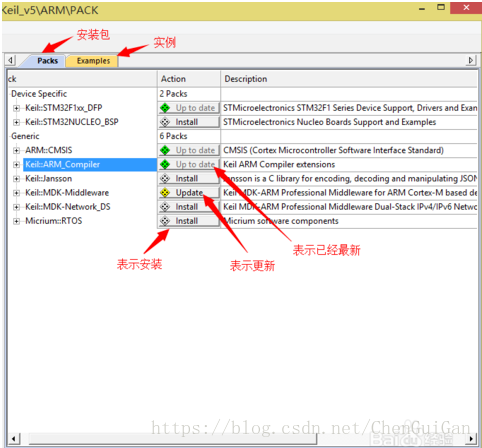 Keil_v5\ARM\PACK
安装包
实例
Packs
Examples
ck
Action
Description
Device Specific
2 Packs
Keil::STM32F1xx_DFP
Up to date
STMicroelectronics STM32F1 Series Device Support, Drivers and Exan
Keil::STM32NUCLEO_BSP
Install
STMicroelectronics Nucleo Boards Support and Examples
Generic
6 Packs
ARM::CMSIS
Up to date
CMSIS (Cortex Microcontroller Software Interface Standard)
Keil::ARM_Compiler
Up to date
Keil ARM Compiler extensions
Keil::Jansson
Install
Jansson is a C library for encoding, decoding and manipulating JSON
Keil::MDK-Middleware
Update
Keil MDK-ARM Professional Middleware for ARM Cortex-M based de
Keil::MDK-Network_DS
Install
Keil MDK-ARM Professional Middleware Dual-Stack IPv4/IPv6 Netwo
Micrium::RTOS
Install
Micrium software components
表示已经最新
表示安装
表示更新
https://blog.csdn.net/ChenGuiGan